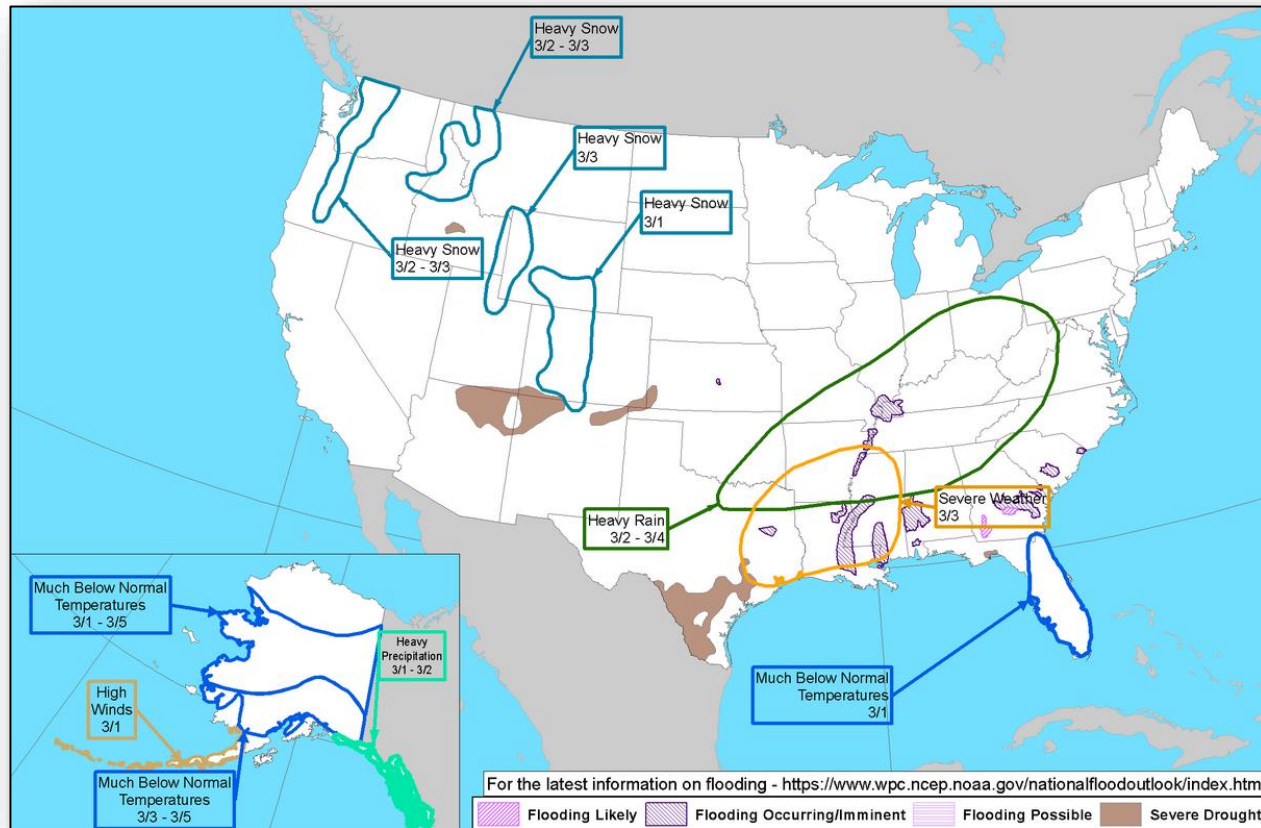 Heavy Snow
3/2 - 3/3
Heavy Snow
3/3
Heavy Snow
3/1
Heavy Snow
3/2 - 3/3
Heavy Rain
3/2 - 3/4
Severe Weather
3/3
Much Below Normal
Temperatures
3/1 - 3/5
Heavy
Precipitation
3/1 - 3/2
High
Winds
3/1
Much Below Normal
Temperatures
3/3 - 3/5
Much Below Normal
Temperatures
3/1
For the latest information on flooding - https://www.wpc.ncep.noaa.gov/nationalfloodoutlook/index.htm
Flooding Likely
Flooding Occurring/Imminent
Flooding Possible
Severe Drought